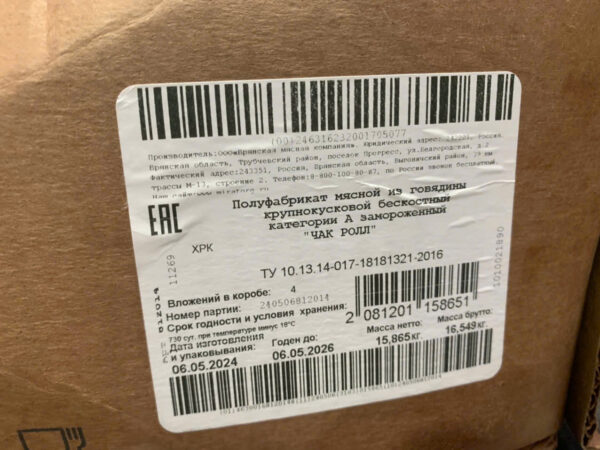 (00)246316232001795077
Производитель:ООО«Брянская мясная компания». Юридический адрес: Россия,
Брянская область, Трубчевский район, поселок Прогресс, ул.Белгородская, д.2
Фактический адрес:243351, Россия, Брянская область, Выгоничский район, 79 км
трассы М-13, строение 2. Телефон:8-800-100-80-87, по России звонок бесплатный.
Полуфабрикат мясной из говядины
крупнокусковой бескостный
категории А замороженный
"ЧАК РОЛЛ"
EAC
ХРК
11269
ТУ 10.13.14-017-18181321-2016
1010021890
Вложений в коробе: 4
Номер партии: 240506812014
Срок годности и условия хранения:
730 сут. при температуре минус 18°С
2 081201 158651
Дата изготовления
и упаковывания:
06.05.2024
Годен до:
06.05.2026
Масса нетто:
15,865кг.
Масса брутто:
16,549кг.